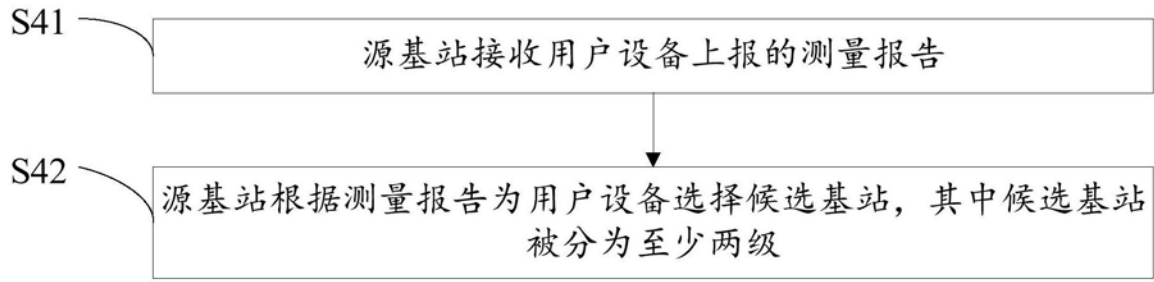 S41
源基站接收用户设备上报的测量报告
S42
源基站根据测量报告为用户设备选择候选基站，其中候选基站
被分为至少两级